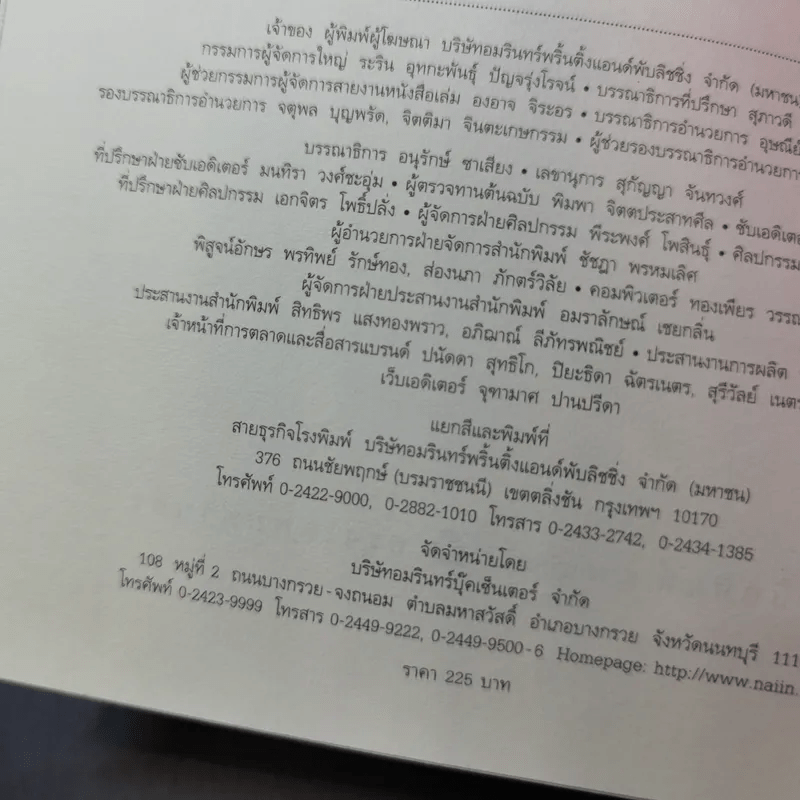 เจ้าของ ผู้พิมพ์ผู้โฆษณา บริษัทอมรินทร์พริ้นติ้งแอนด์พับลิชชิ่ง จำกัด (มหาชน)
กรรมการผู้จัดการใหญ่ ระริน อุทกะพันธุ์ ปัญจรุ่งโรจน์ • บรรณาธิการที่ปรึกษา สุภาวดี
ผู้ช่วยกรรมการผู้จัดการสายงานหนังสือเล่ม องอาจ จิระอร • บรรณาธิการอำนวยการ อุษณีย์
รองบรรณาธิการอำนวยการ จตุพล บุญพรัด, จิตติมา จินตะเกษกรรม • ผู้ช่วยรองบรรณาธิการอำนวยการ
บรรณาธิการ อนุรักษ์ ซาเสียง • เลขานุการ สุกัญญา จันทวงศ์
ที่ปรึกษาฝ่ายซับเอดิเตอร์ มนทิรา วงศ์ชะอุ่ม • ผู้ตรวจทานต้นฉบับ พิมพา จิตตประสาทศีล • ซับเอดิเตอร์
ที่ปรึกษาฝ่ายศิลปกรรม เอกจิตร โพธิ์ปลั่ง • ผู้จัดการฝ่ายศิลปกรรม พีระพงศ์ โพสินธุ์ • ศิลปกรรม
ผู้อำนวยการฝ่ายจัดการสำนักพิมพ์ ชัชฎา พรหมเลิศ
พิสูจน์อักษร พรทิพย์ รักษ์ทอง, ส่องนภา ภักตร์วิลัย • คอมพิวเตอร์ ทองเพียร วรรณ
ผู้จัดการฝ่ายประสานงานสำนักพิมพ์ อมราลักษณ์ เชยกลิ่น
ประสานงานสำนักพิมพ์ สิทธิพร แสงทองพราว, อภิฌาณ์ ลีภัทรพณิชย์ • ประสานงานการผลิต
เจ้าหน้าที่การตลาดและสื่อสารแบรนด์ ปนัดดา สุทธิโก, ปิยะธิดา ฉัตรเนตร, สุรีวัลย์ เนตร
เว็บเอดิเตอร์ จุฑามาศ ปานปรีดา
แยกสีและพิมพ์ที่
สายธุรกิจโรงพิมพ์ บริษัทอมรินทร์พริ้นติ้งแอนด์พับลิชชิ่ง จำกัด (มหาชน)
376 ถนนชัยพฤกษ์ (บรมราชชนนี) เขตตลิ่งชัน กรุงเทพฯ 10170
โทรศัพท์ 0-2422-9000, 0-2882-1010 โทรสาร 0-2433-2742, 0-2434-1385
จัดจำหน่ายโดย
บริษัทอมรินทร์บุ๊คเซ็นเตอร์ จำกัด
108 หมู่ที่ 2 ถนนบางกรวย-จงถนอม ตำบลมหาสวัสดิ์ อำเภอบางกรวย จังหวัดนนทบุรี 111
โทรศัพท์ 0-2423-9999 โทรสาร 0-2449-9222, 0-2449-9500-6 Homepage: http://www.naiin.
ราคา 225 บาท